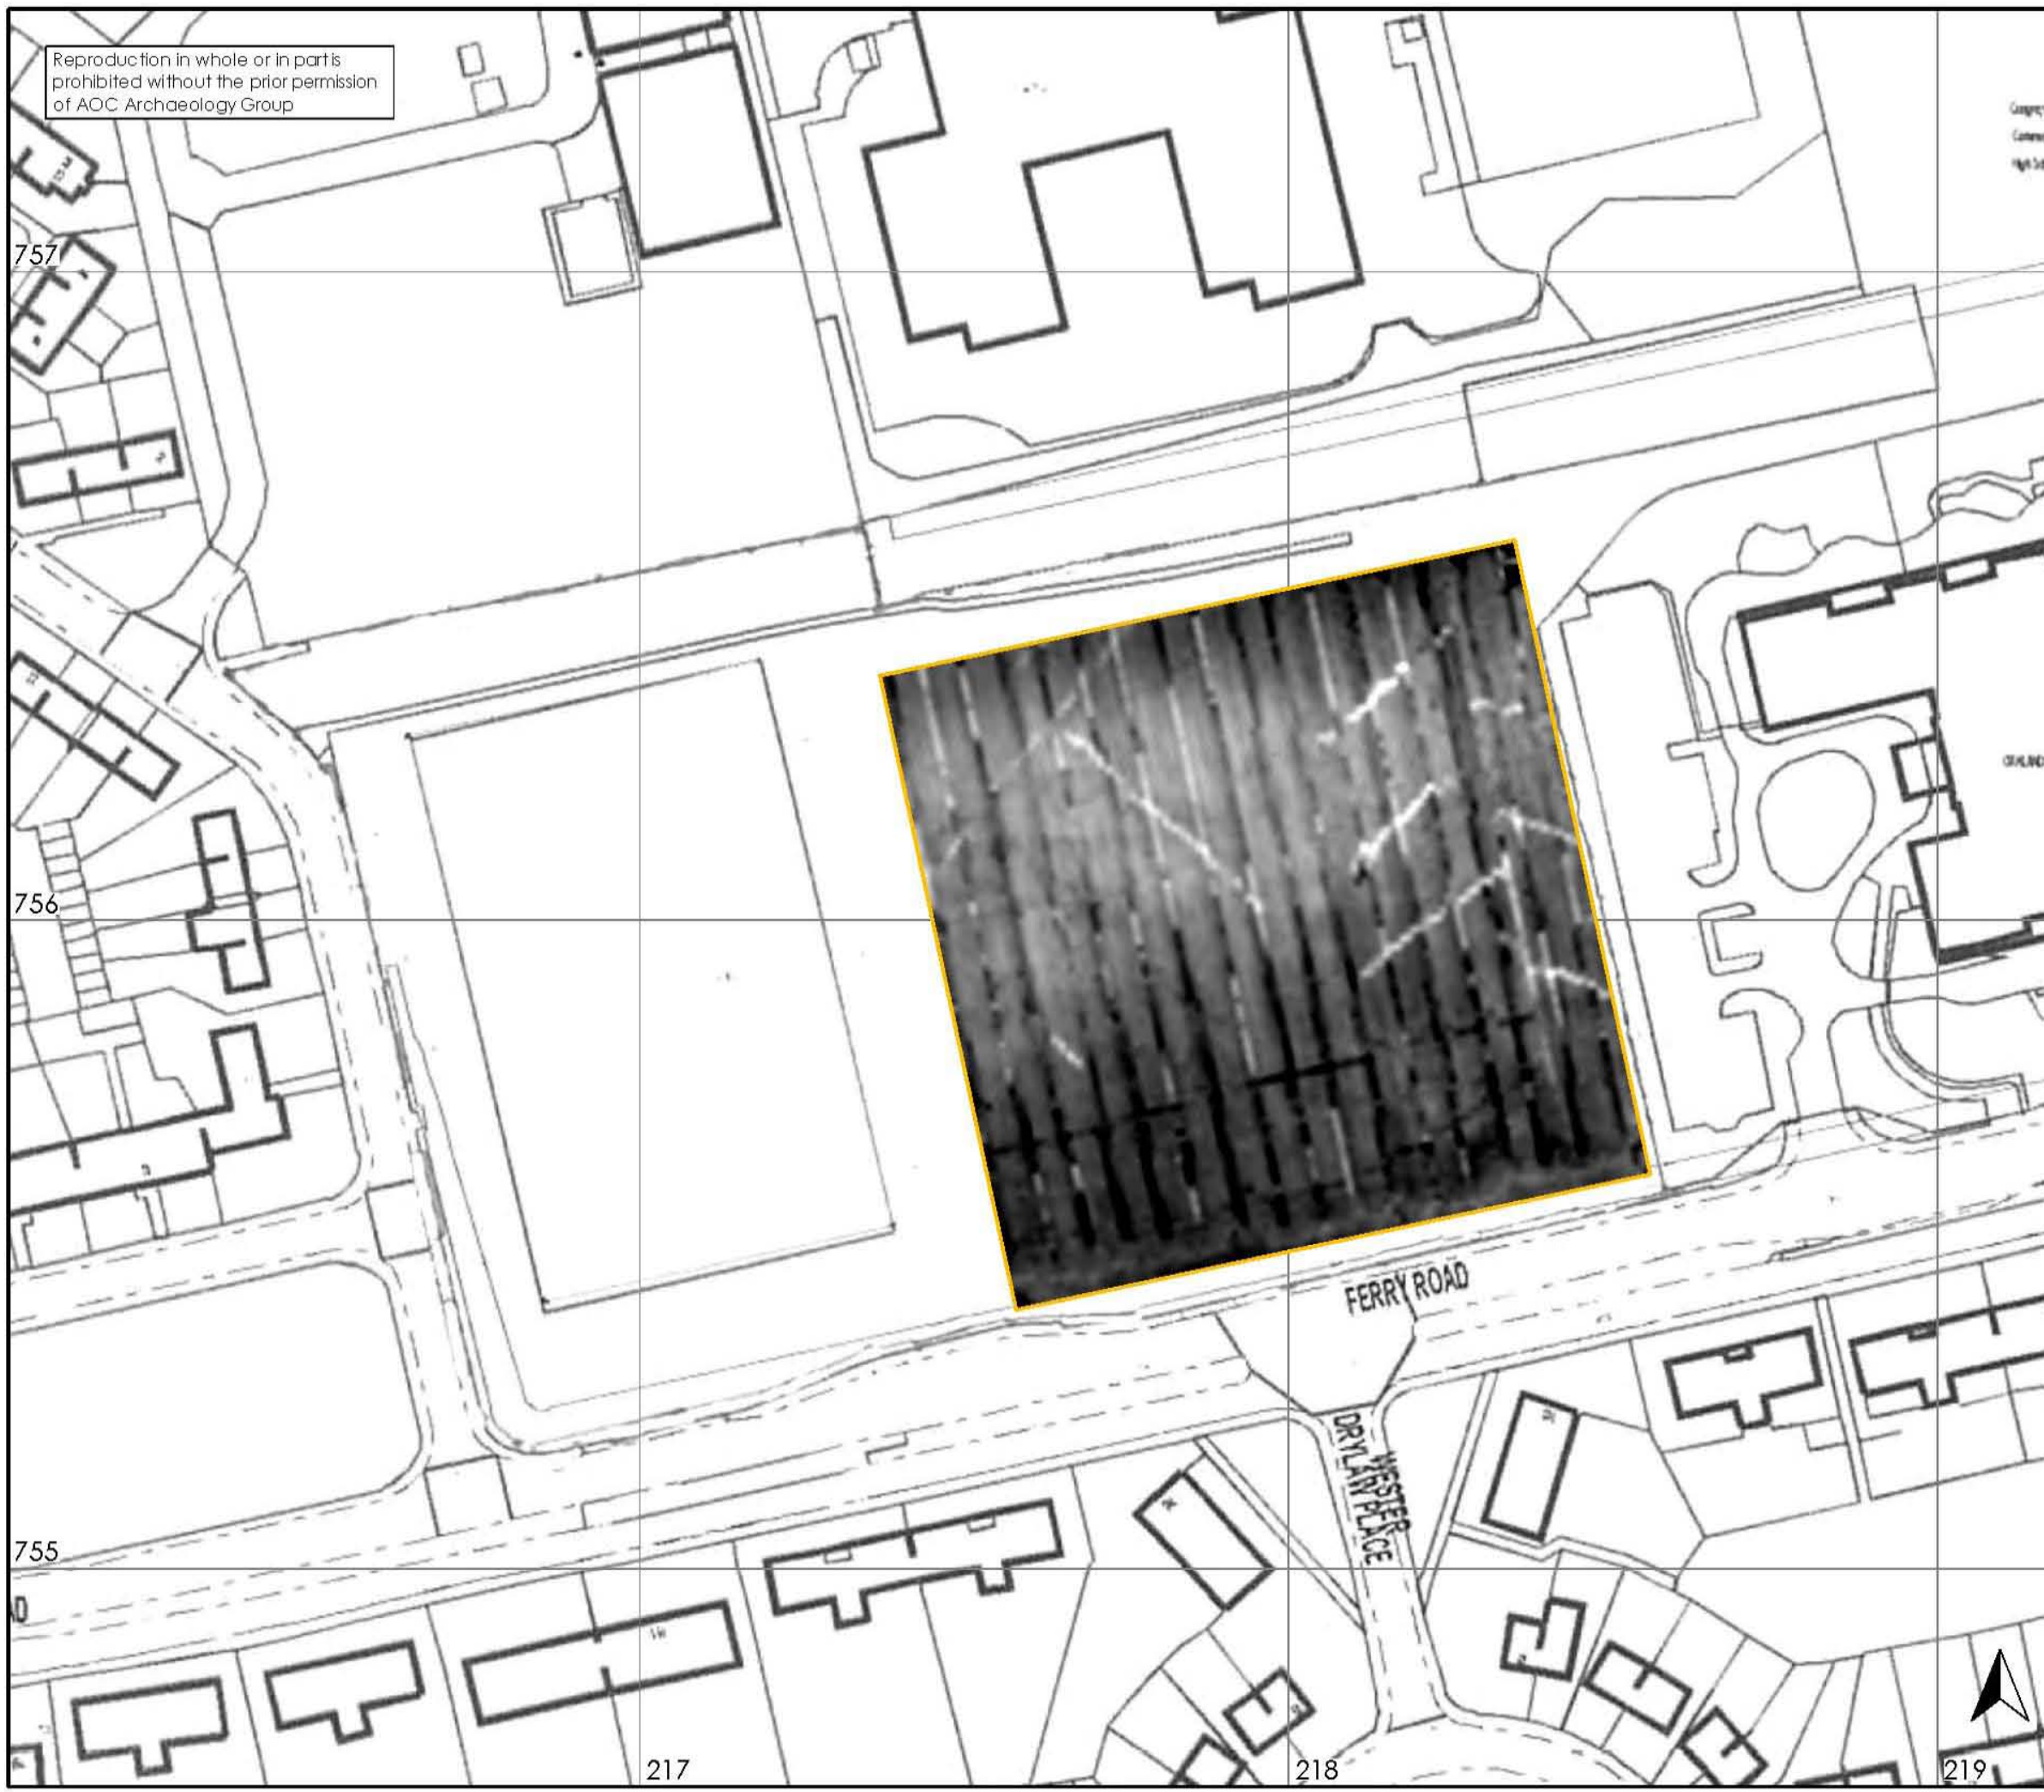 Reproduction in whole or in part is
prohibited without the prior permission
of AOC Archaeology Group
757
756
FERRY ROAD
WESTER
DRYLAW PLACE
755
217
218
219